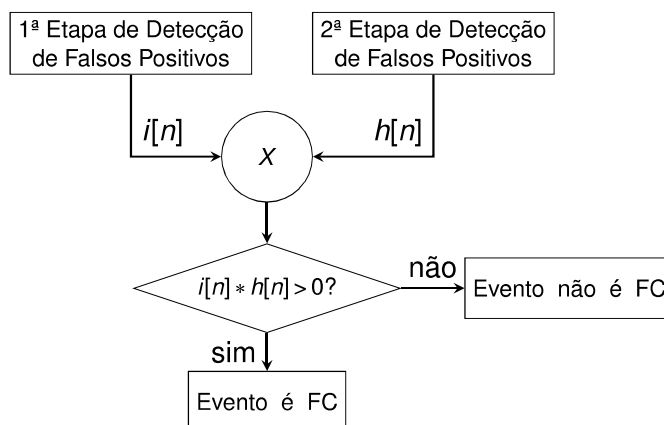 1ª Etapa de Detecção
de Falsos Positivos
2ª Etapa de Detecção
de Falsos Positivos
i[n]
h[n]
X
i[n] * h[n] > 0?
não
Evento não é FC
sim
Evento é FC